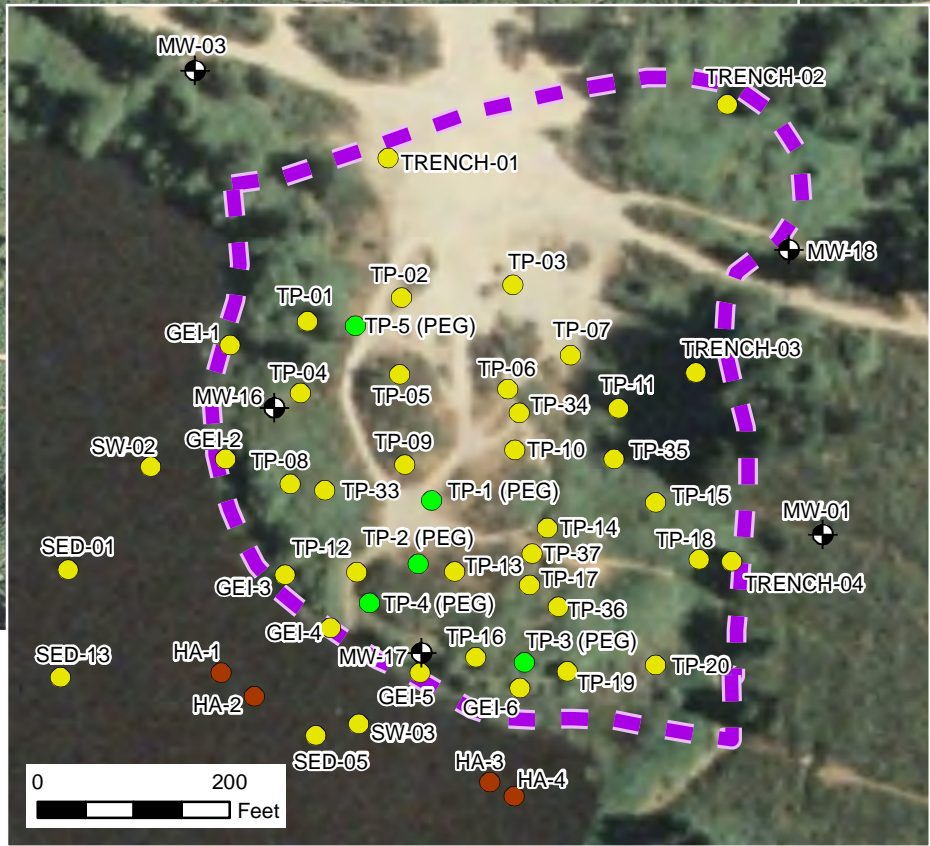 MW-03
TRENCH-02
TRENCH-01
MW-18
TP-03
TP-02
TP-01
TP-5 (PEG)
GEI-1
TP-07
TRENCH-03
TP-04
TP-05
TP-06
MW-16
TP-34
TP-11
GEI-2
SW-02
TP-09
TP-10
TP-35
TP-08
TP-33
TP-1 (PEG)
TP-15
MW-01
TP-14
TP-2 (PEG)
SED-01
TP-12
TP-37
TP-18
TP-13
GEI-3
TP-17
TRENCH-04
TP-4 (PEG)
TP-36
GEI-4
TP-16
TP-3 (PEG)
MW-17
HA-1
SED-13
TP-20
TP-19
GEI-5
HA-2
GEI-6
SW-03
SED-05
HA-3
HA-4
0 200
Feet